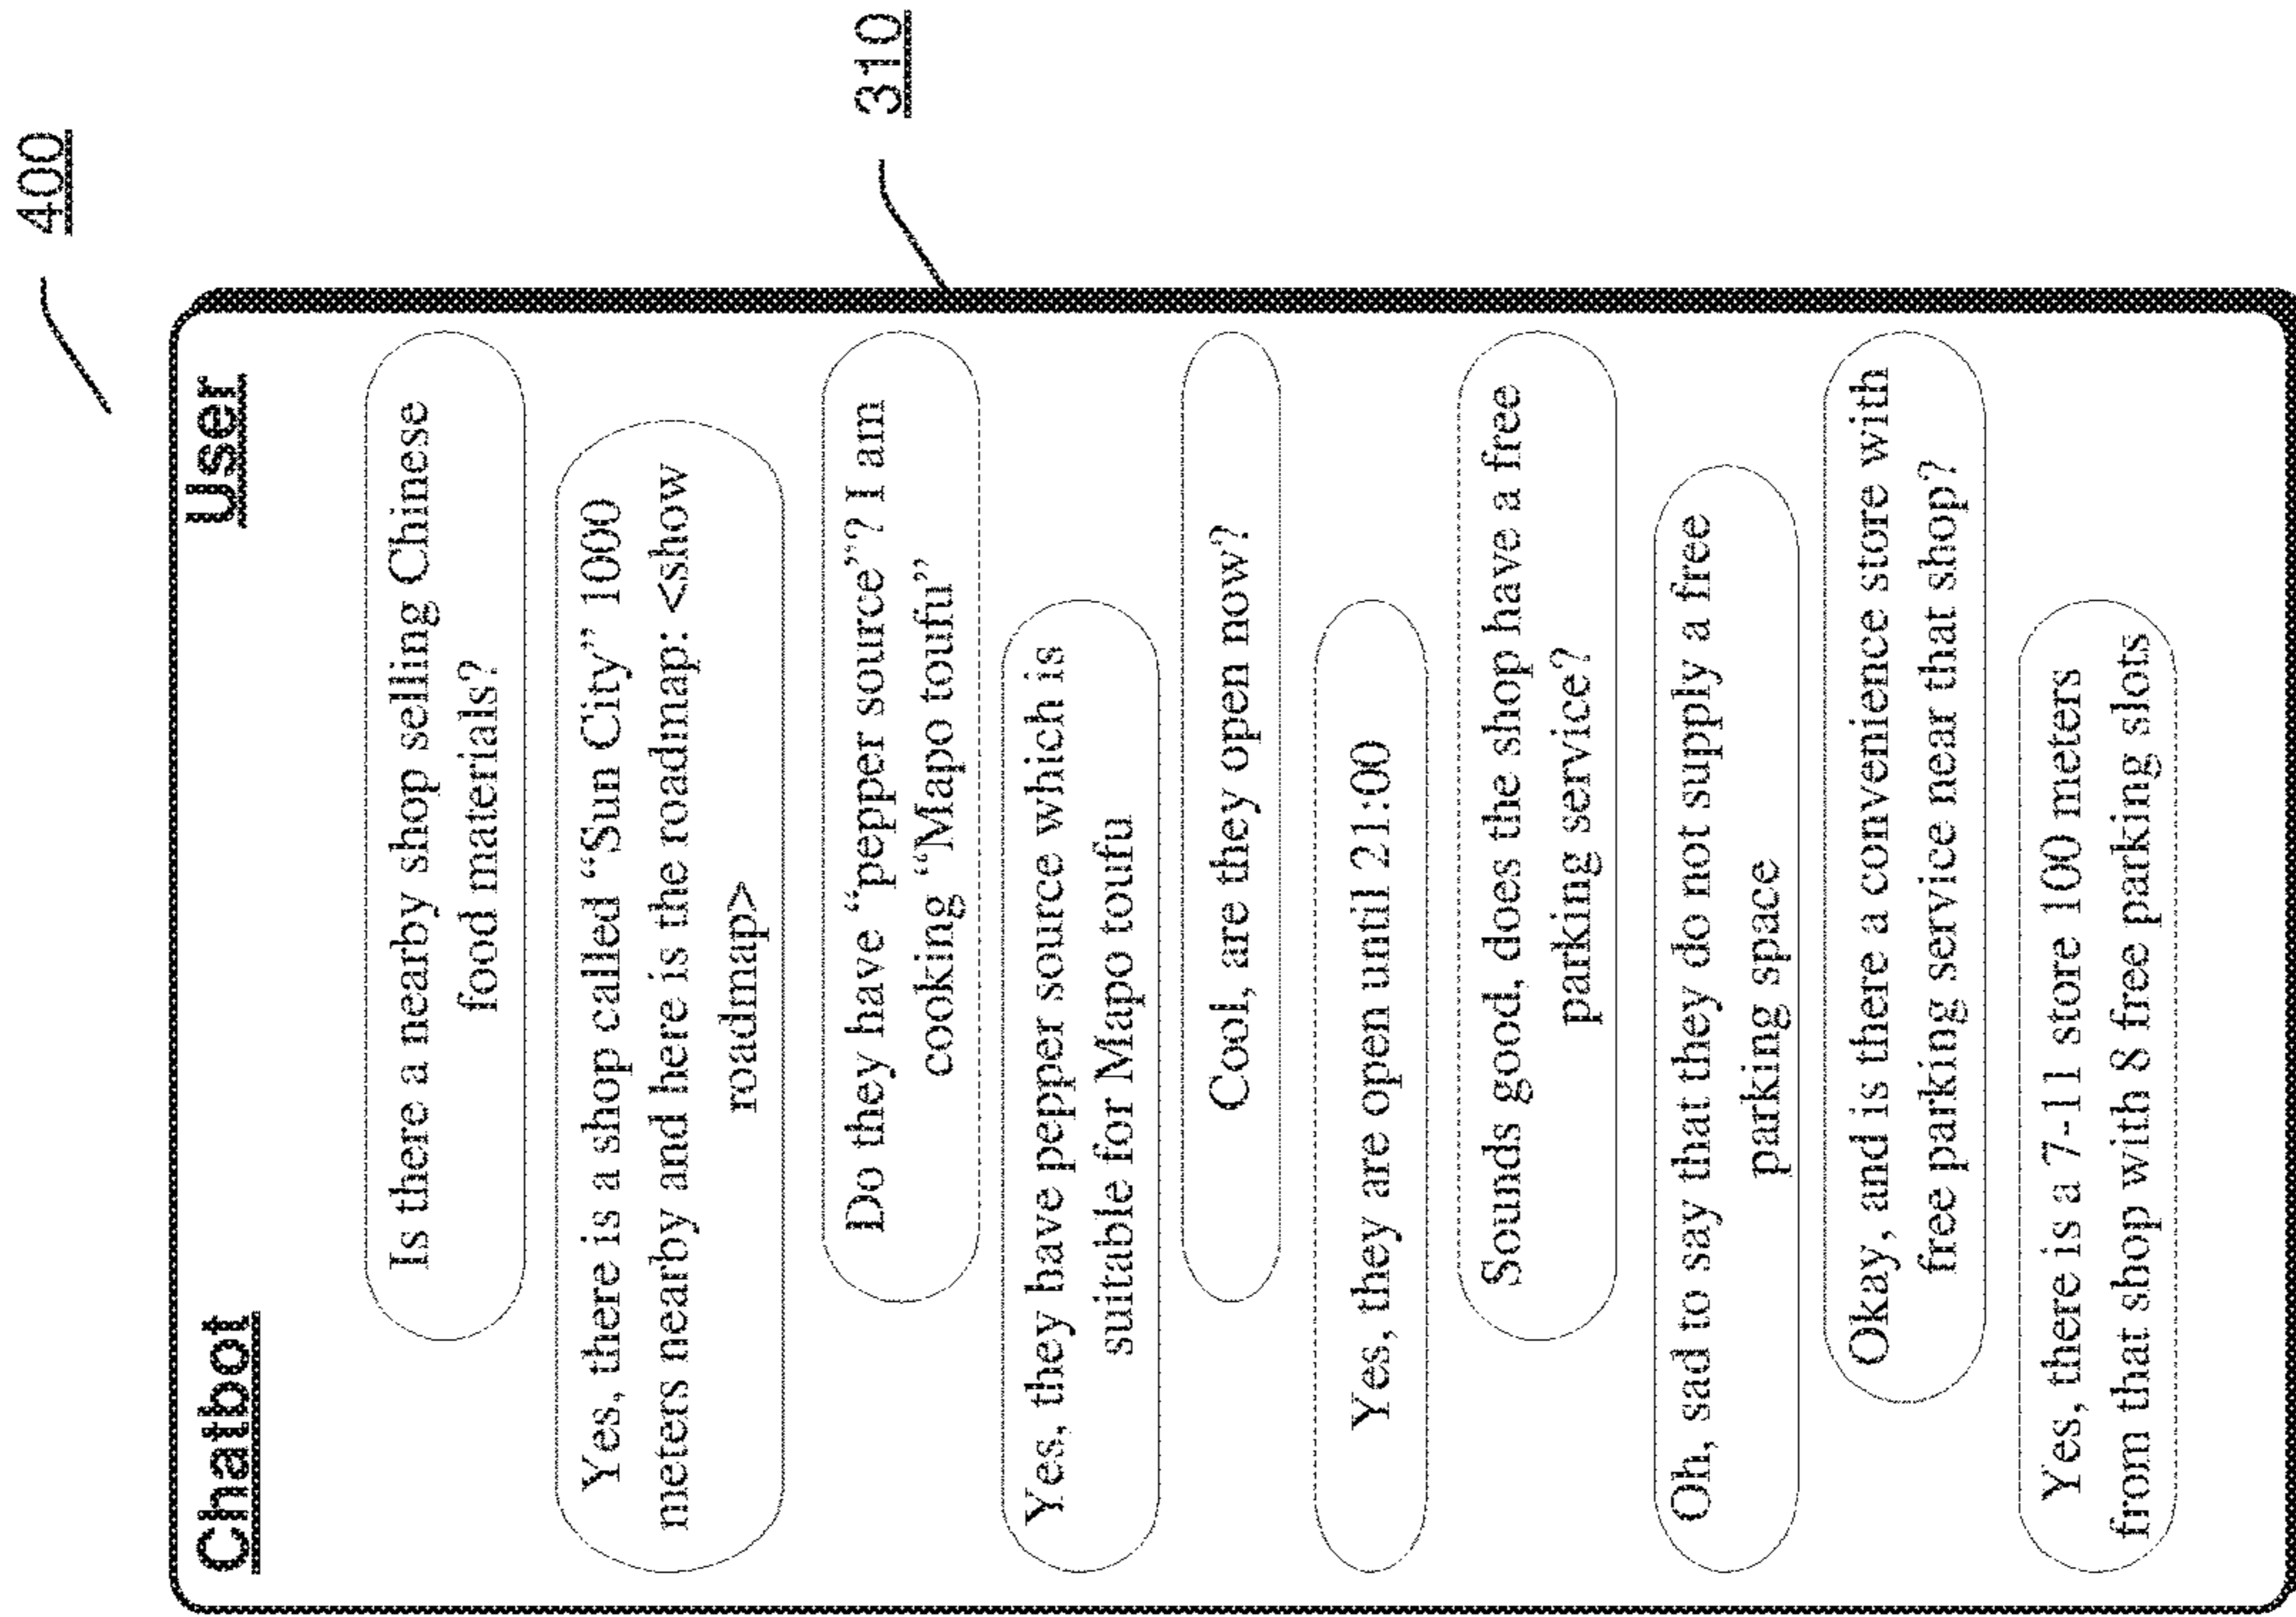 400
310
Chatbot
User
Is there a nearby shop selling Chinese
food materials?
Yes, there is a shop called “Sun City” 1000
meters nearby and here is the roadmap: <show
roadmap>
Do they have “pepper source”? I am
cooking “Mapo toufu”
Yes, they have pepper source which is
suitable for Mapo toufu
Cool, are they open now?
Yes, they are open until 21:00
Sounds good, does the shop have a free
parking service?
Oh, sad to say that they do not supply a free
parking space
Okay, and is there a convenience store with
free parking service near that shop?
Yes, there is a 7-11 store 100 meters
from that shop with 8 free parking slots